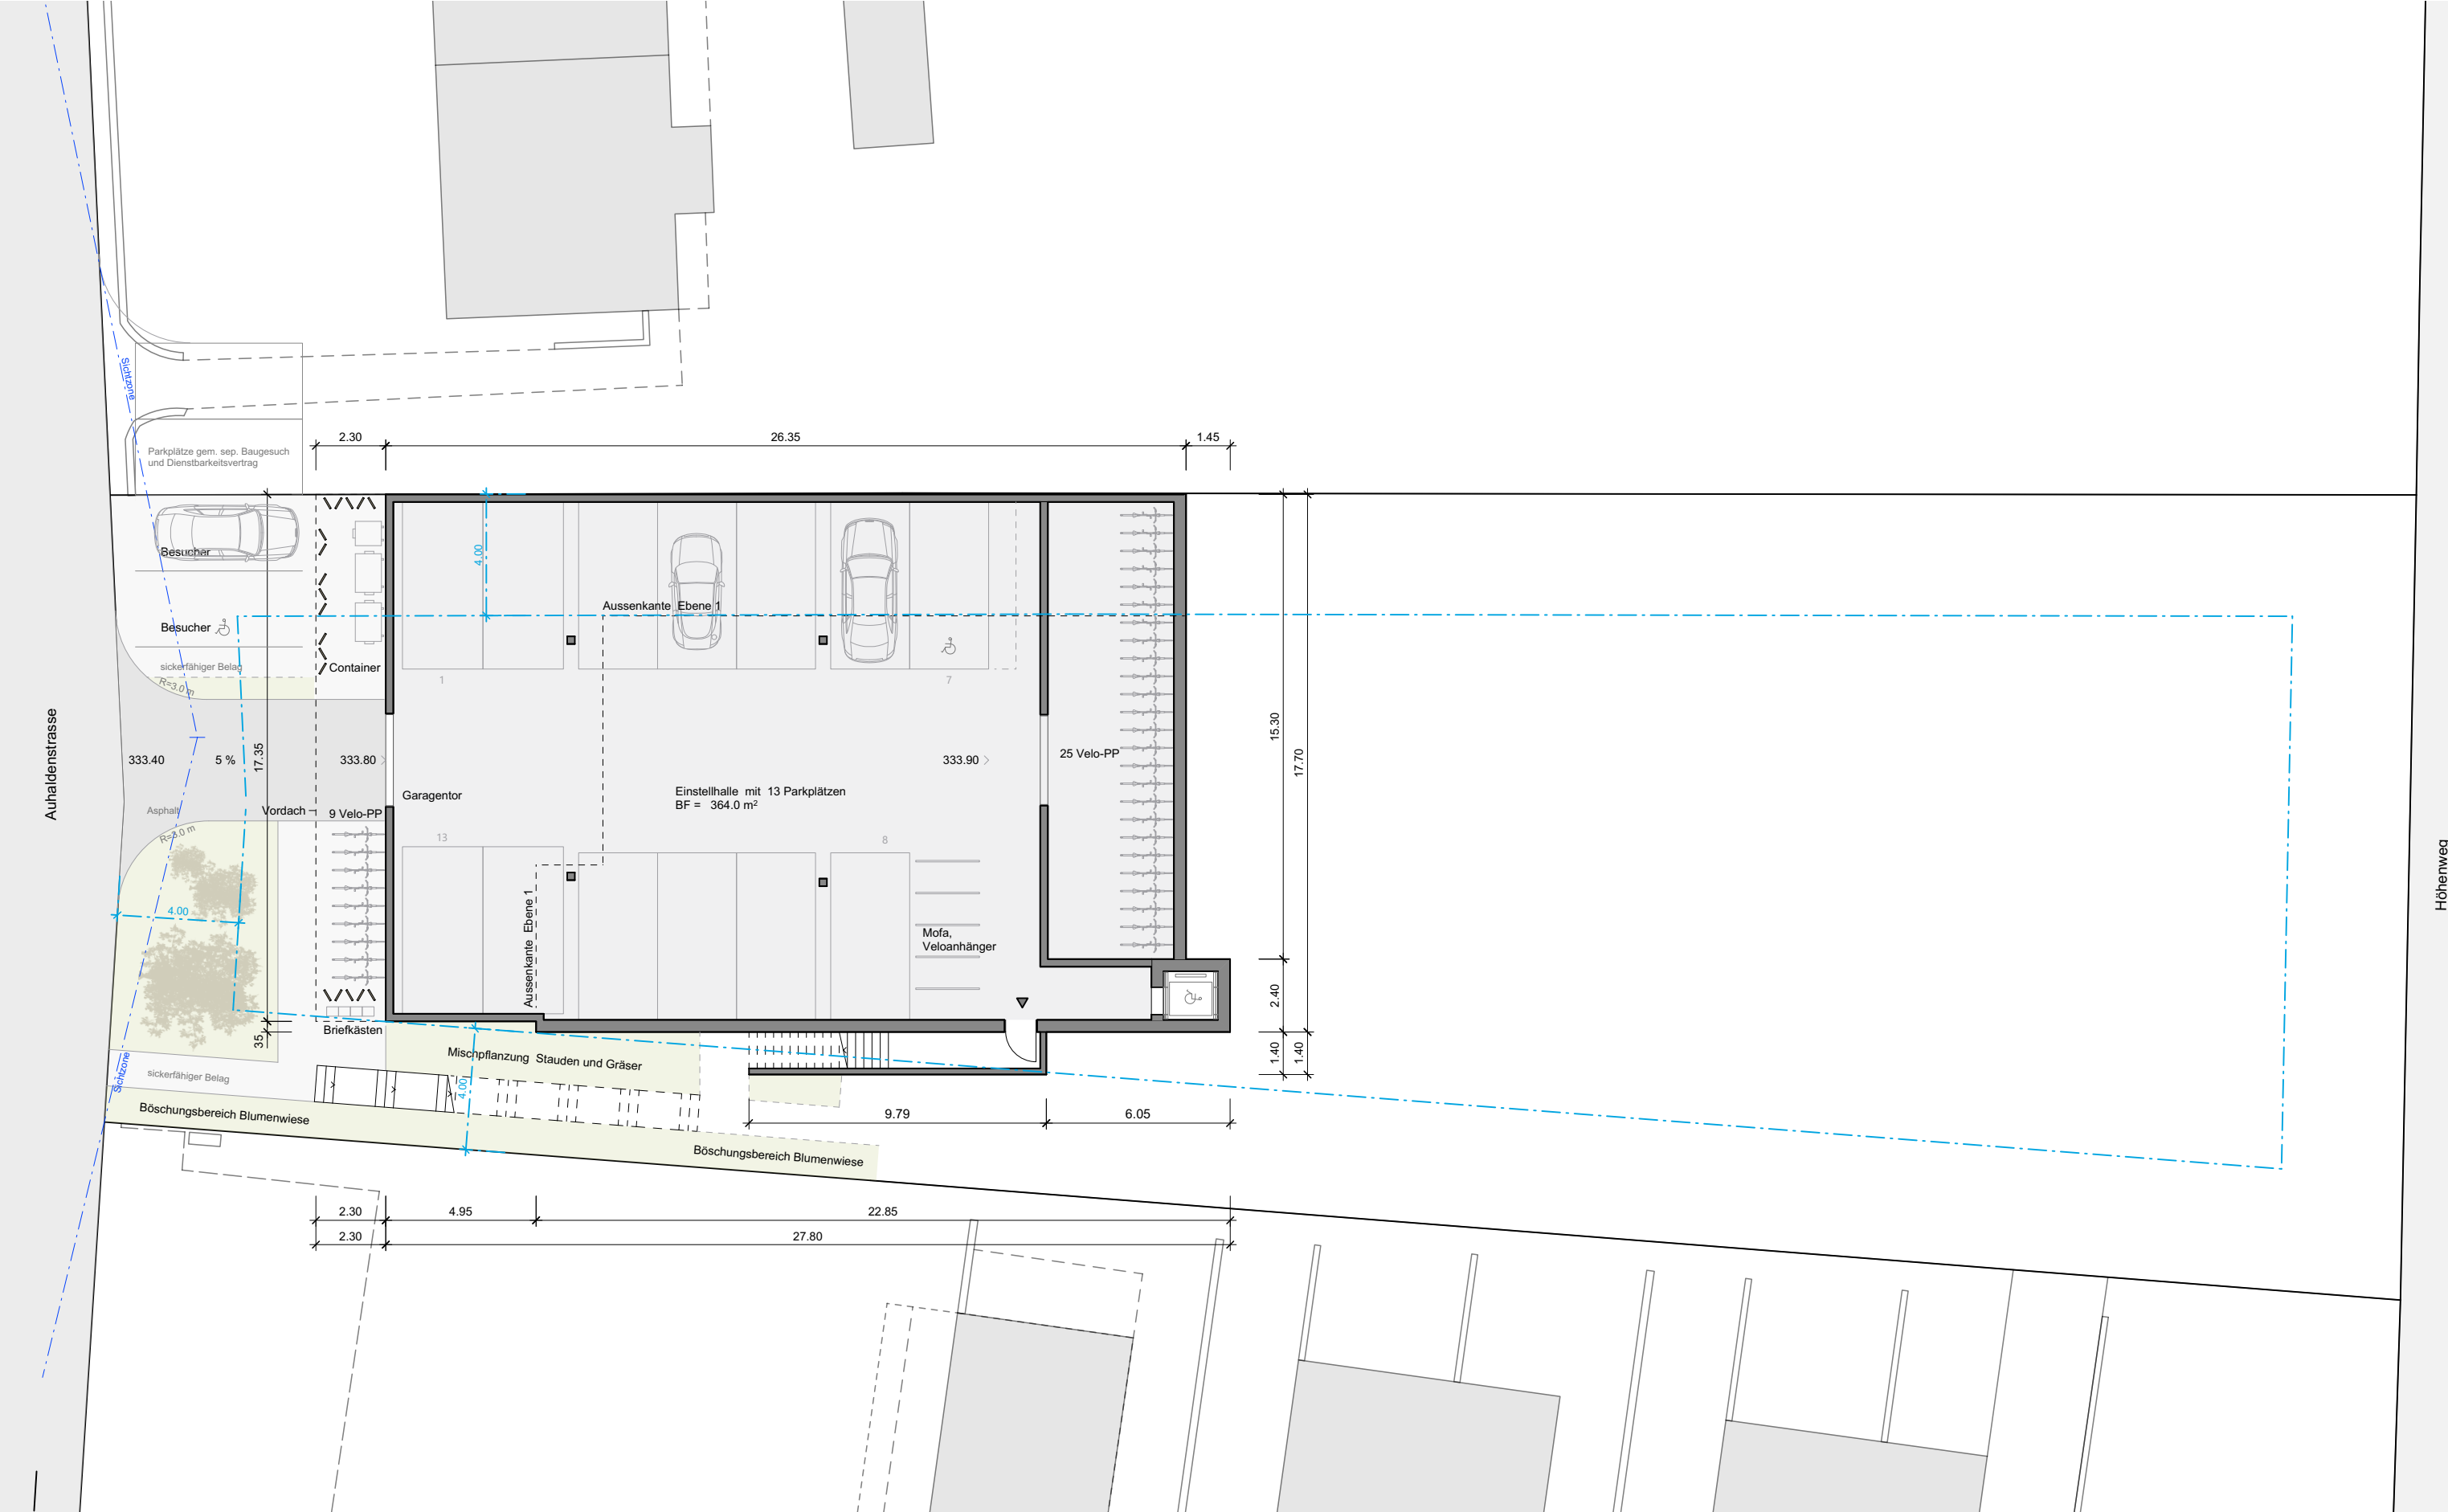 Sichtzone
2.30
26.35
1.45
Parkplätze gem. sep. Baugesuch
und Dienstbarkeitsvertrag
4.00
Besucher
Aussenkante Ebene 1
Besucher
sickerfähiger Belag
Container
R=3.0 m
1
7
Auhaldenstrasse
333.40
5 %
17.35
333.80
333.90
25 Velo-PP
15.30
17.70
Garagentor
Einstellhalle mit 13 Parkplätzen
BF = 364.0 m²
Asphalt
Vordach
9 Velo-PP
R=3.0 m
13
8
Höhenweg
4.00
Aussenkante Ebene 1
Mofa,
Veloanhänger
2.40
35
Briefkästen
1.40
1.40
Mischpflanzung Stauden und Gräser
Sichtzone
sickerfähiger Belag
4.00
Böschungsbereich Blumenwiese
9.79
6.05
Böschungsbereich Blumenwiese
2.30
4.95
22.85
2.30
27.80